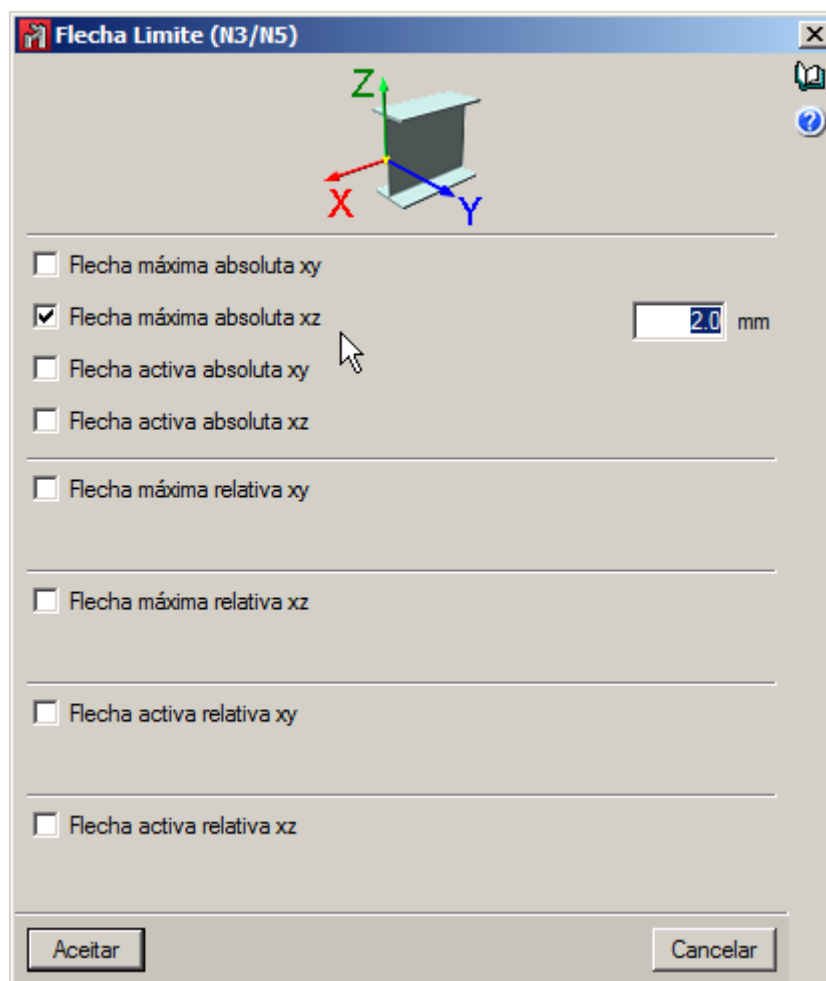 Flecha Limite (N3/N5)
Z
X
Y
Flecha máxima absoluta xy
Flecha máxima absoluta xz 2.0 mm
Flecha activa absoluta xy
Flecha activa absoluta xz
Flecha máxima relativa xy
Flecha máxima relativa xz
Flecha activa relativa xy
Flecha activa relativa xz
Aceitar Cancelar